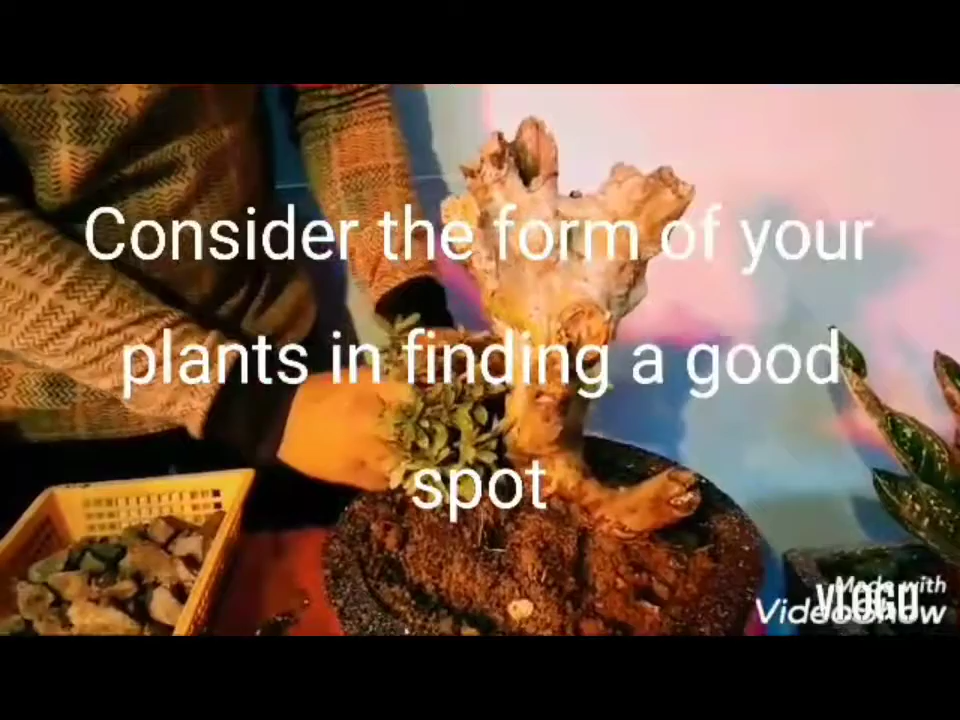 Consider the form of your
plants in finding a good
spot
Made with
VideoShow